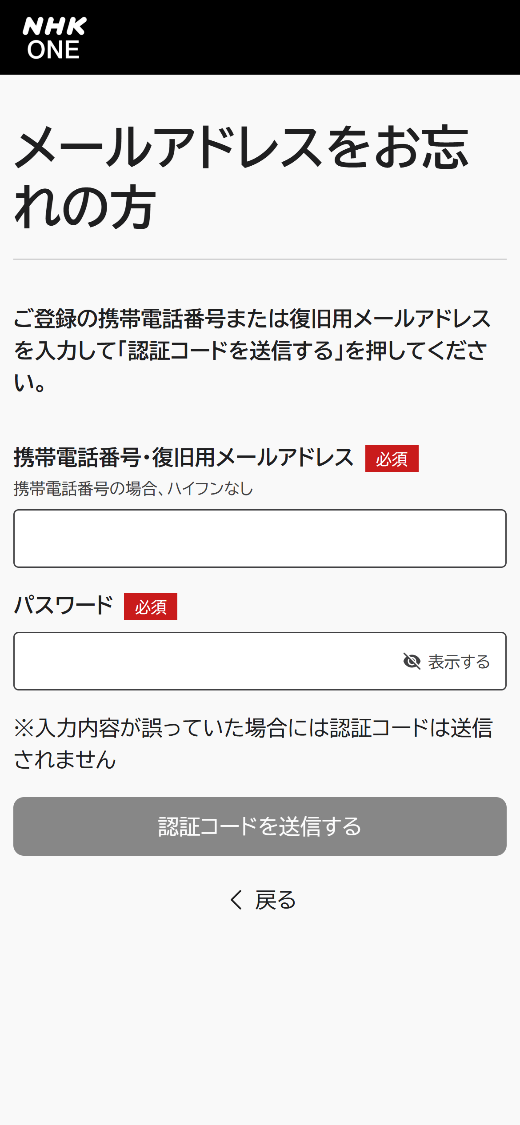 NHK
ONE
メールアドレスをお忘
れの方
ご登録の携帯電話番号または復旧用メールアドレス
を入力して「認証コードを送信する」を押してくださ
い。
携帯電話番号・復旧用メールアドレス 必須
携帯電話番号の場合、ハイフンなし
パスワード 必須
表示する
※入力内容が誤っていた場合には認証コードは送信
されません
認証コードを送信する
戻る